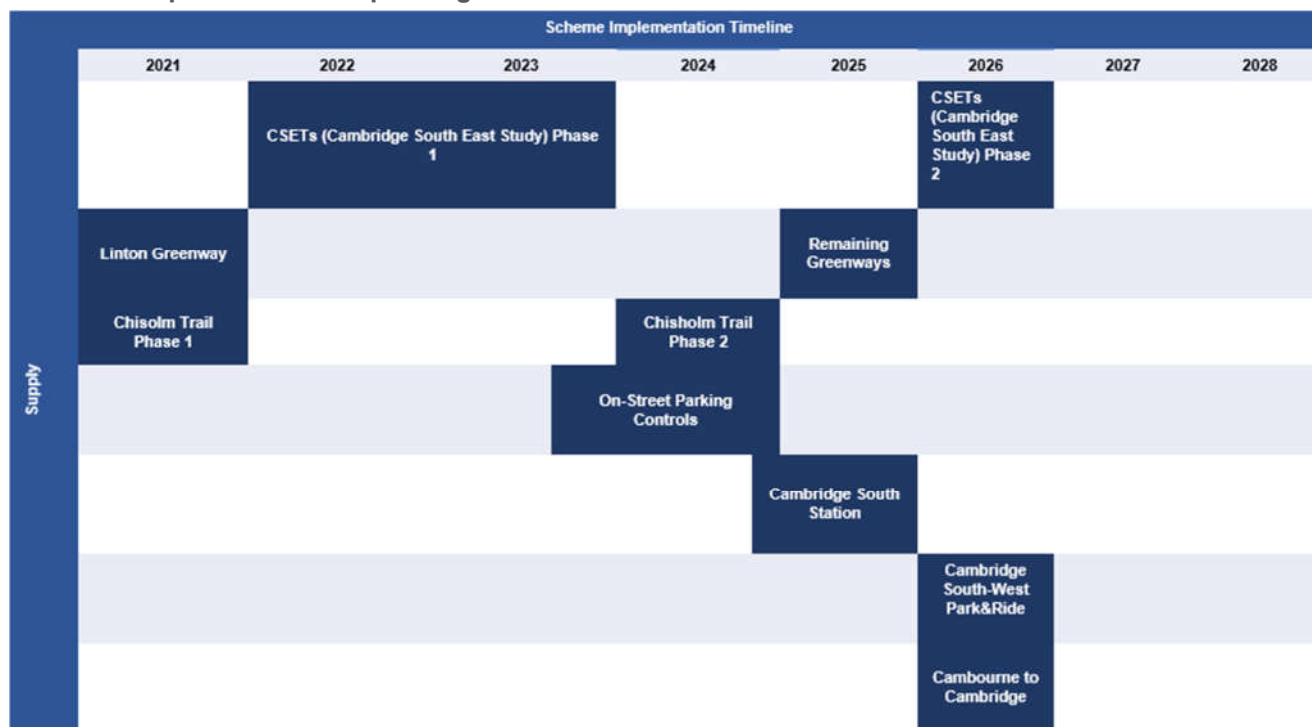 Scheme Implementation Timeline
2021 2022 2023 2024 2025 2026 2027 2028
Supply
CSETs (Cambridge South East Study) Phase
1
CSETs
(Cambridge
South East
Study) Phase
2
Linton Greenway
Remaining
Greenways
Chisolm Trail
Phase 1
Chisholm Trail
Phase 2
On-Street Parking
Controls
Cambridge South
Station
Cambridge
South-West
Park&Ride
Cambourne to
Cambridge